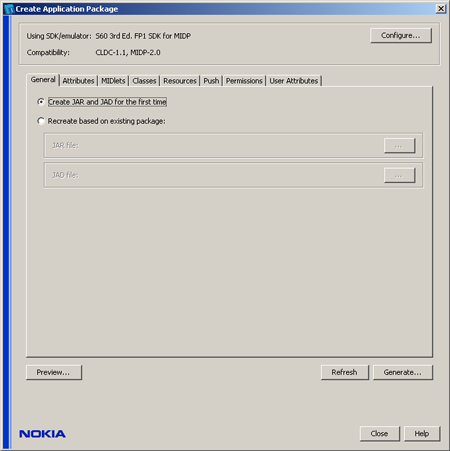 Create Application Package
Using SDK/emulator: S60 3rd Ed. FP1 SDK for MIDP
Configure...
Compatibility: CLDC-1.1, MIDP-2.0
General Attributes MIDlets Classes Resources Push Permissions User Attributes
Create JAR and JAD for the first time
Recreate based on existing package:
JAR file: ...
JAD file: ...
Preview... Refresh Generate...
NOKIA Close Help